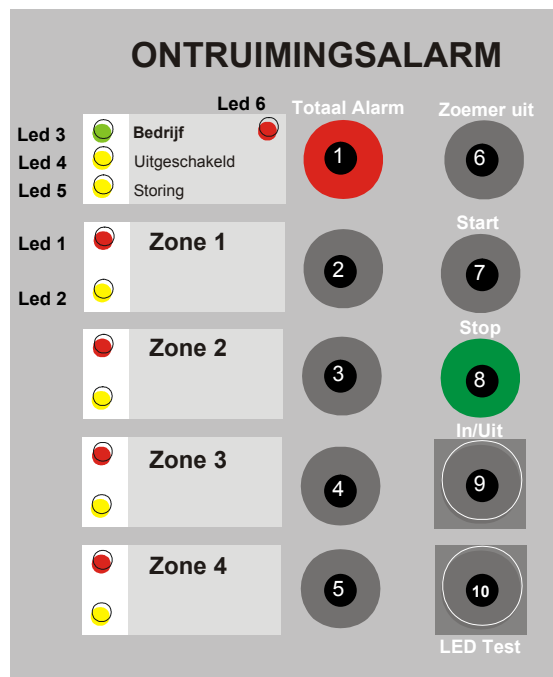 ONTRUIMINGSALARM
Led 6
Totaal Alarm
Zoemer uit
Led 3
Bedrijf
Led 4
Uitgeschakeld
Led 5
Storing
1
6
Start
Led 1
Zone 1
2
7
Led 2
Stop
Zone 2
3
8
In/Uit
Zone 3
4
9
Zone 4
5
10
LED Test